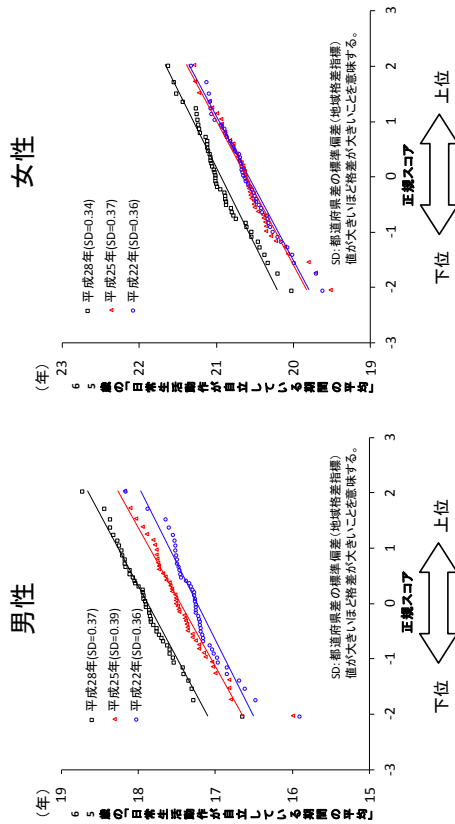 男性
(年)
19
18
17
16
15
６５歳の「日常生活動作が自立している期間の平均」
平成28年(SD=0.37)
平成25年(SD=0.39)
平成22年(SD=0.36)
SD:都道府県差の標準偏差(地域格差指標)
値が大きいほど格差が大きいことを意味する。
-3
-2
-1
0
1
2
3
正規スコア
下位
上位
女性
(年)
23
22
21
20
19
６５歳の「日常生活動作が自立している期間の平均」
平成28年(SD=0.34)
平成25年(SD=0.37)
平成22年(SD=0.36)
SD:都道府県差の標準偏差(地域格差指標)
値が大きいほど格差が大きいことを意味する。
-3
-2
-1
0
1
2
3
正規スコア
下位
上位